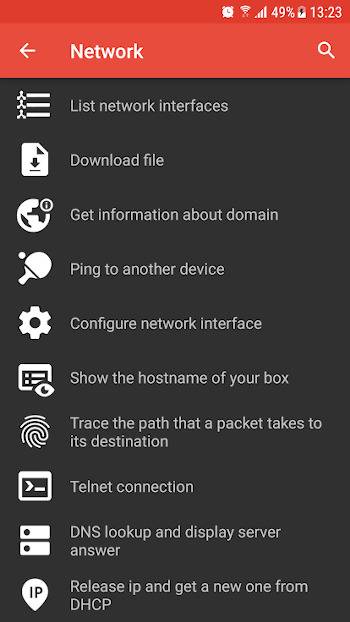 49% 13:23
Network
List network interfaces
Download file
Get information about domain
Ping to another device
Configure network interface
Show the hostname of your box
Trace the path that a packet takes to
its destination
Telnet connection
DNS lookup and display server
answer
IP
Release ip and get a new one from
DHCP